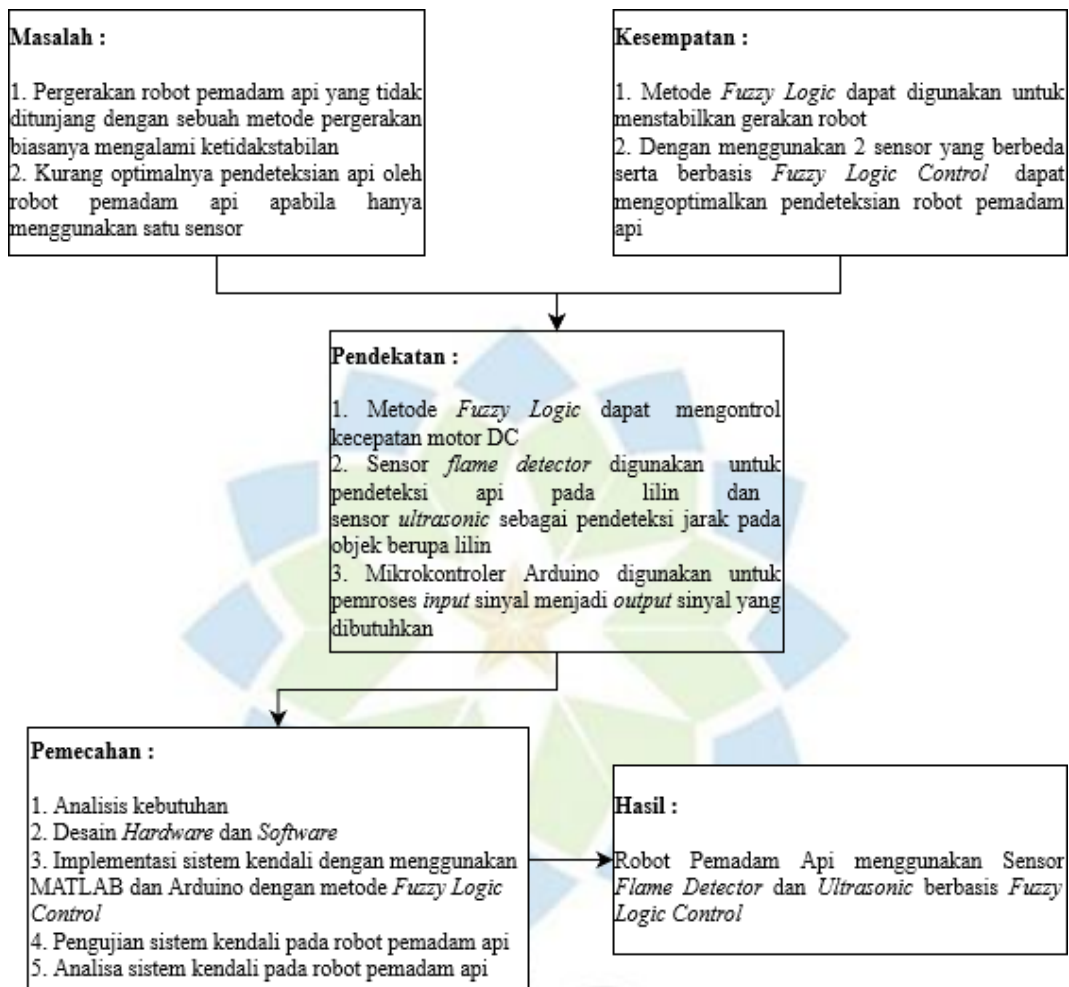 Masalah :
1. Pergerakan robot pemadam api yang tidak
ditunjang dengan sebuah metode pergerakan
biasanya mengalami ketidakstabilan
2. Kurang optimalnya pendeteksian api oleh
robot pemadam api apabila hanya
menggunakan satu sensor
Kesempatan :
1. Metode Fuzzy Logic dapat digunakan untuk
menstabilkan gerakan robot
2. Dengan menggunakan 2 sensor yang berbeda
serta berbasis Fuzzy Logic Control dapat
mengoptimalkan pendeteksian robot pemadam
api
Pendekatan :
1. Metode Fuzzy Logic dapat mengontrol
kecepatan motor DC
2. Sensor flame detector digunakan untuk
pendeteksi api pada lilin dan
sensor ultrasonic sebagai pendeteksi jarak pada
objek berupa lilin
3. Mikrokontroler Arduino digunakan untuk
pemroses input sinyal menjadi output sinyal yang
dibutuhkan
Pemecahan :
1. Analisis kebutuhan
2. Desain Hardware dan Software
3. Implementasi sistem kendali dengan menggunakan
MATLAB dan Arduino dengan metode Fuzzy Logic
Control
4. Pengujian sistem kendali pada robot pemadam api
5. Analisa sistem kendali pada robot pemadam api
Hasil :
Robot Pemadam Api menggunakan Sensor
Flame Detector dan Ultrasonic berbasis Fuzzy
Logic Control